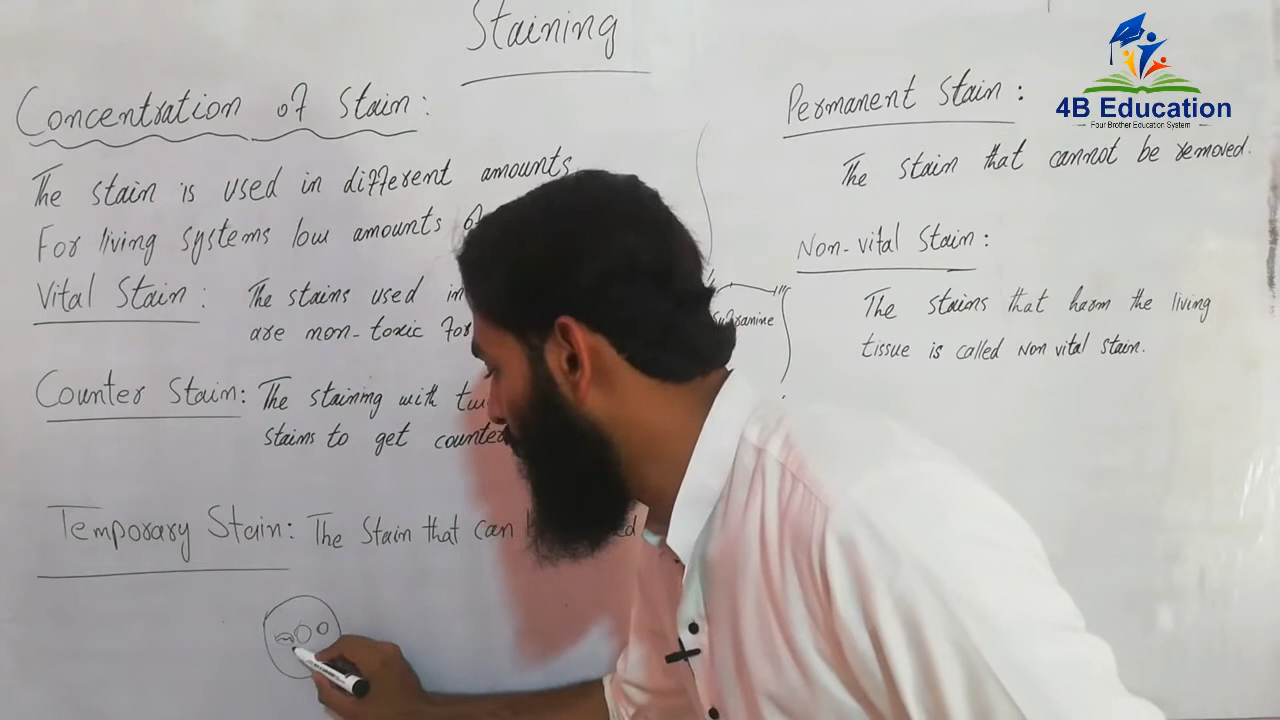 Staining
Concentration of Stain:
The stain is used in different amounts
For living systems low amounts
Vital Stain: The stains used in
are non-toxic for
Counter Stain: The staining with
stains to get counter
Temporary Stain: The Stain that can
Permanent Stain:
The stain that cannot be removed.
Non-vital Stain:
The stains that harm the living
tissue is called Non vital stain.
4B Education
Four Brother Education System